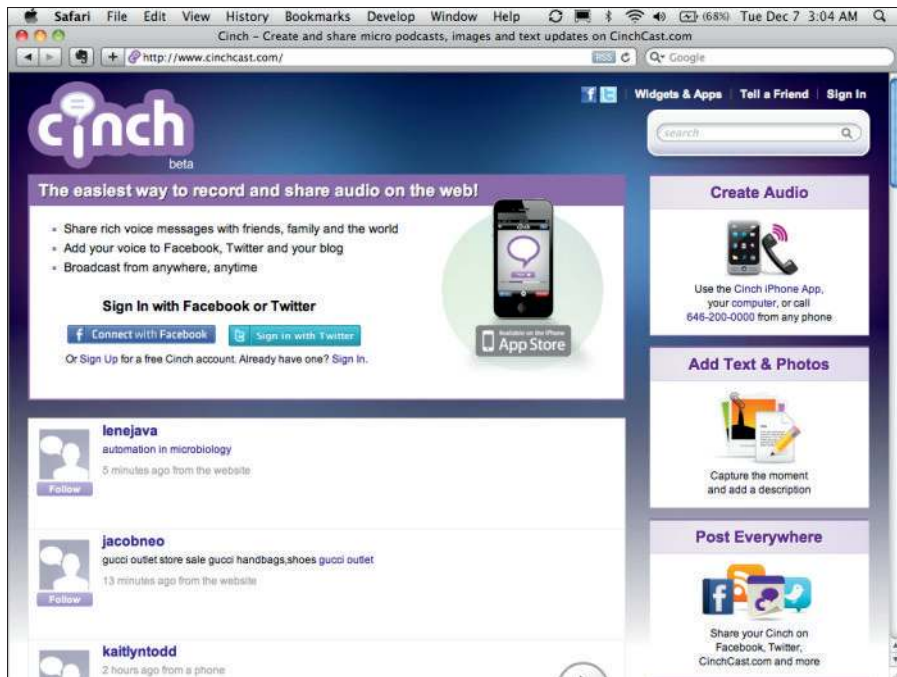 Safari File Edit View History Bookmarks Develop Window Help (68%) Tue Dec 7 3:04 AM
Cinch – Create and share micro podcasts, images and text updates on CinchCast.com
http://www.cinchcast.com/ RSS Google
Widgets & Apps Tell a Friend Sign In
cinch
beta
search
The easiest way to record and share audio on the web!
Share rich voice messages with friends, family and the world
Add your voice to Facebook, Twitter and your blog
Broadcast from anywhere, anytime
Sign In with Facebook or Twitter
Connect with Facebook Sign in with Twitter
Or Sign Up for a free Cinch account. Already have one? Sign In.
Available on the iPhone
App Store
Create Audio
Use the Cinch iPhone App,
your computer, or call
646-200-0000 from any phone
Add Text & Photos
Capture the moment
and add a description
Post Everywhere
Share your Cinch on
Facebook, Twitter,
CinchCast.com and more
lenejava
automation in microbiology
5 minutes ago from the website
Follow
jacobneo
gucci outlet store sale gucci handbags,shoes gucci outlet
13 minutes ago from the website
Follow
kaitlyntodd
2 hours ago from a phone